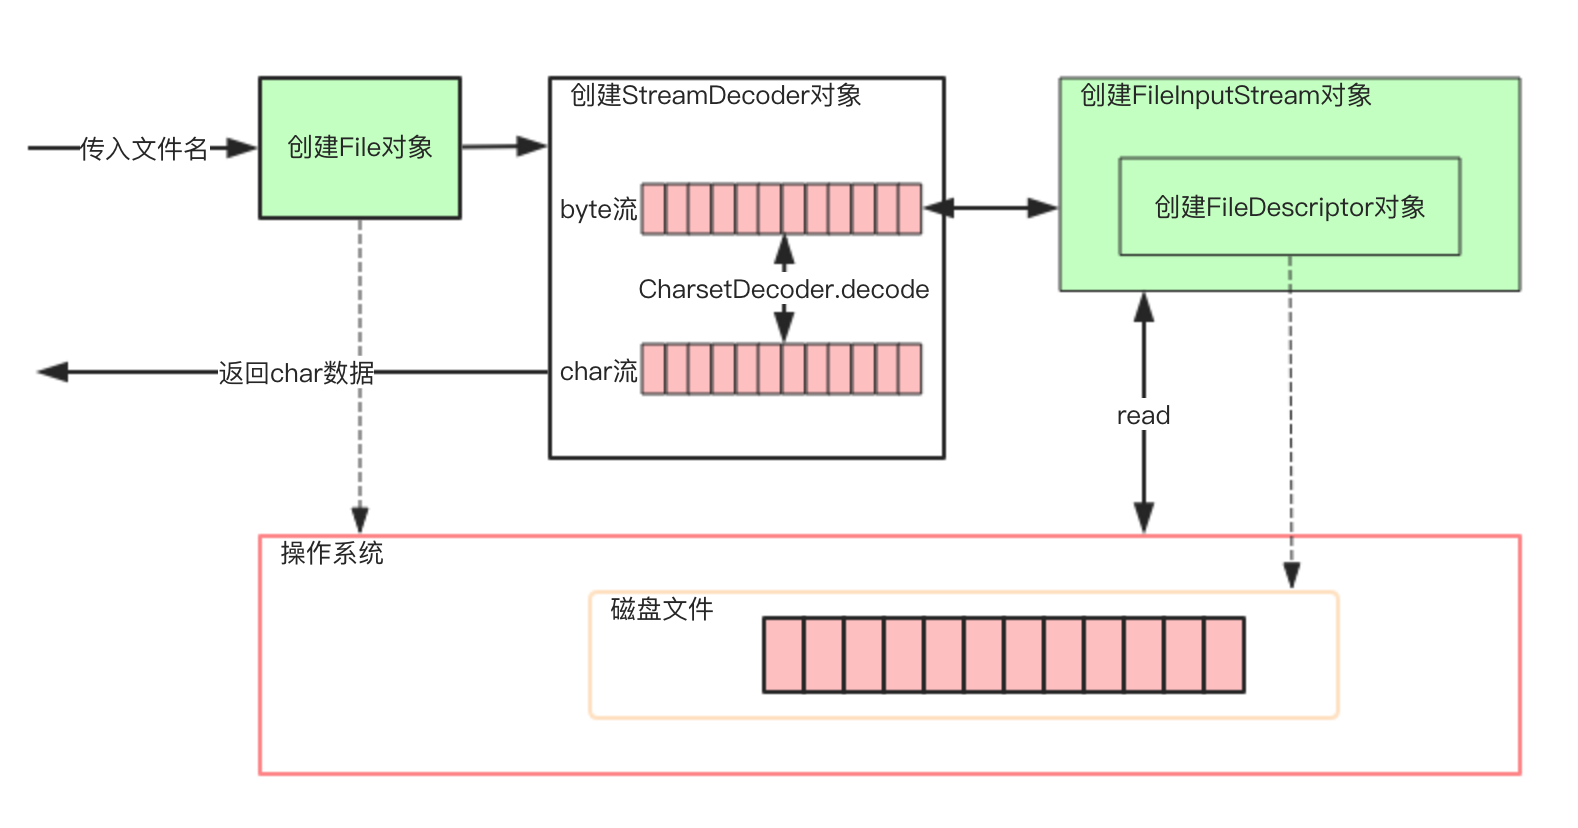 传入文件名
创建File对象
创建StreamDecoder对象
byte流
CharsetDecoder.decode
char流
返回char数据
创建FileInputStream对象
创建FileDescriptor对象
read
操作系统
磁盘文件